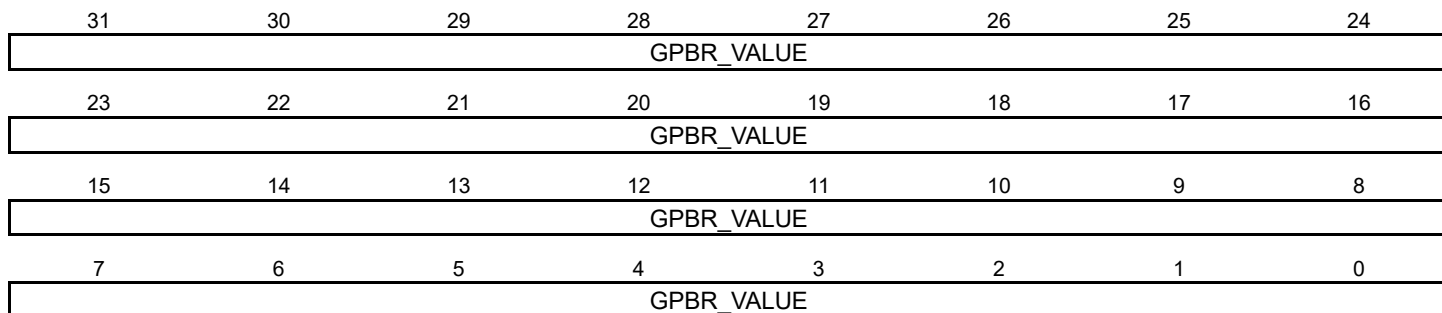 31 30 29 28 27 26 25 24
GPBR_VALUE
23 22 21 20 19 18 17 16
GPBR_VALUE
15 14 13 12 11 10 9 8
GPBR_VALUE
7 6 5 4 3 2 1 0
GPBR_VALUE